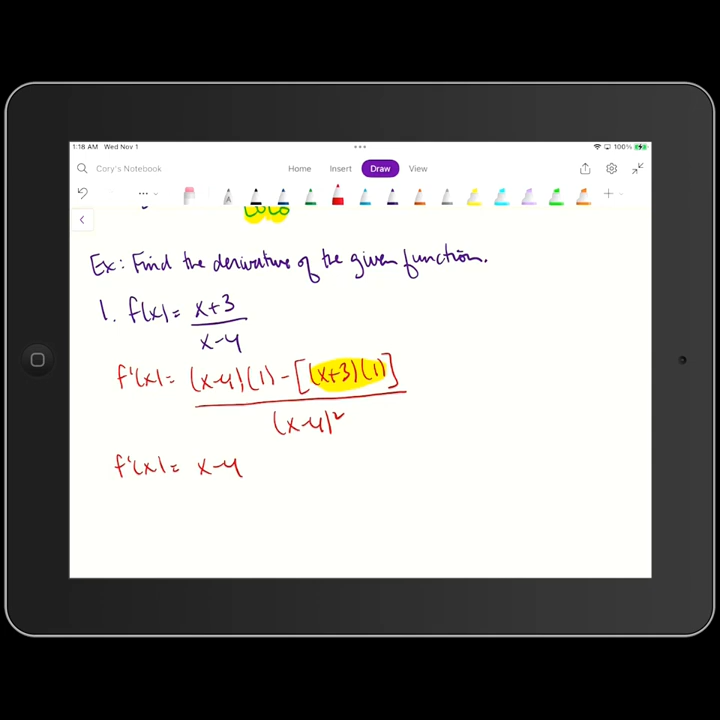 1:18 AM Wed Nov 1
100%
Cory's Notebook
Home Insert Draw View
LoLo
Ex: Find the derivative of the given function.
1. f(x) = x+3
x-4
f'(x) = (x-4)(1) - [(x+3)(1)]
(x-4)²
f'(x) = x-4